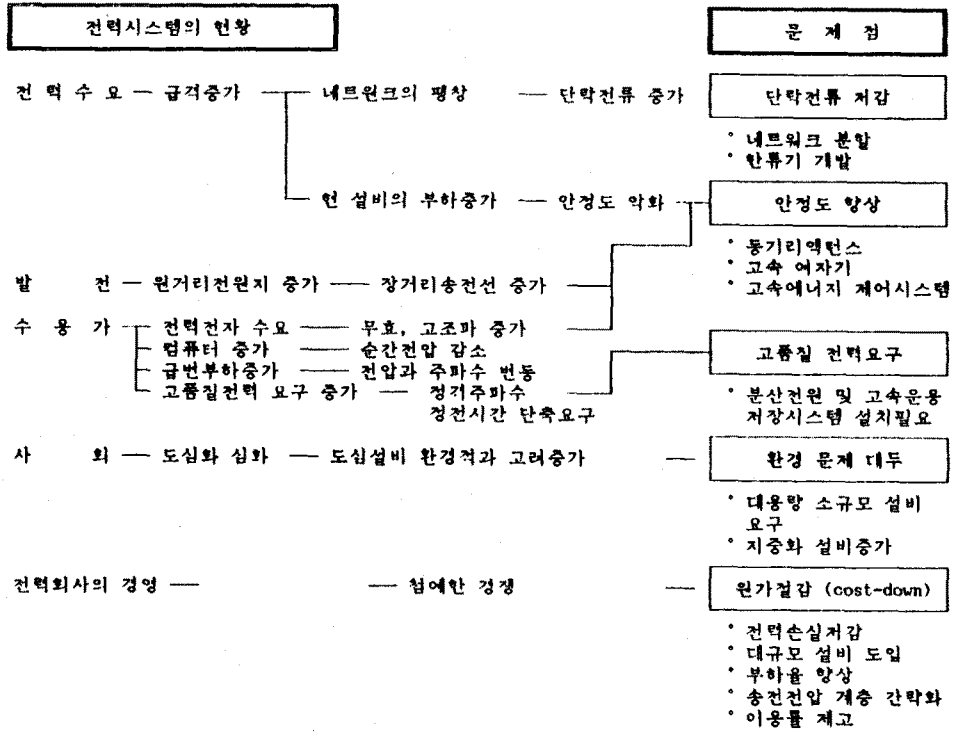 전력시스템의 현황
문 제 점
전 력 수 요 — 급격증가 — 네트워크의 팽창 — 단락전류 증가
단락전류 저감
° 네트워크 분할
° 한류기 개발
현 설비의 부하증가 — 안정도 악화
안정도 향상
° 동기리액턴스
° 고속 여자기
° 고속에너지 제어시스템
발 전 — 원거리전원지 증가 — 장거리송전선 증가
수 용 가 — 전력전자 수요 — 무효, 고조파 증가
컴퓨터 증가 — 순간전압 감소
급변부하증가 — 전압과 주파수 변동
고품질전력 요구 증가 — 정격주파수
정전시간 단축요구
고품질 전력요구
° 분산전원 및 고속운용
저장시스템 설치필요
사 회 — 도심화 심화 — 도심설비 환경적과 고려증가
환경 문제 대두
° 대용량 소규모 설비
요구
° 지중화 설비증가
전력회사의 경영 — — 첨예한 경쟁
원가절감 (cost-down)
° 전력손실저감
° 대규모 설비 도입
° 부하율 향상
° 송전전압 계층 간략화
° 이용률 제고